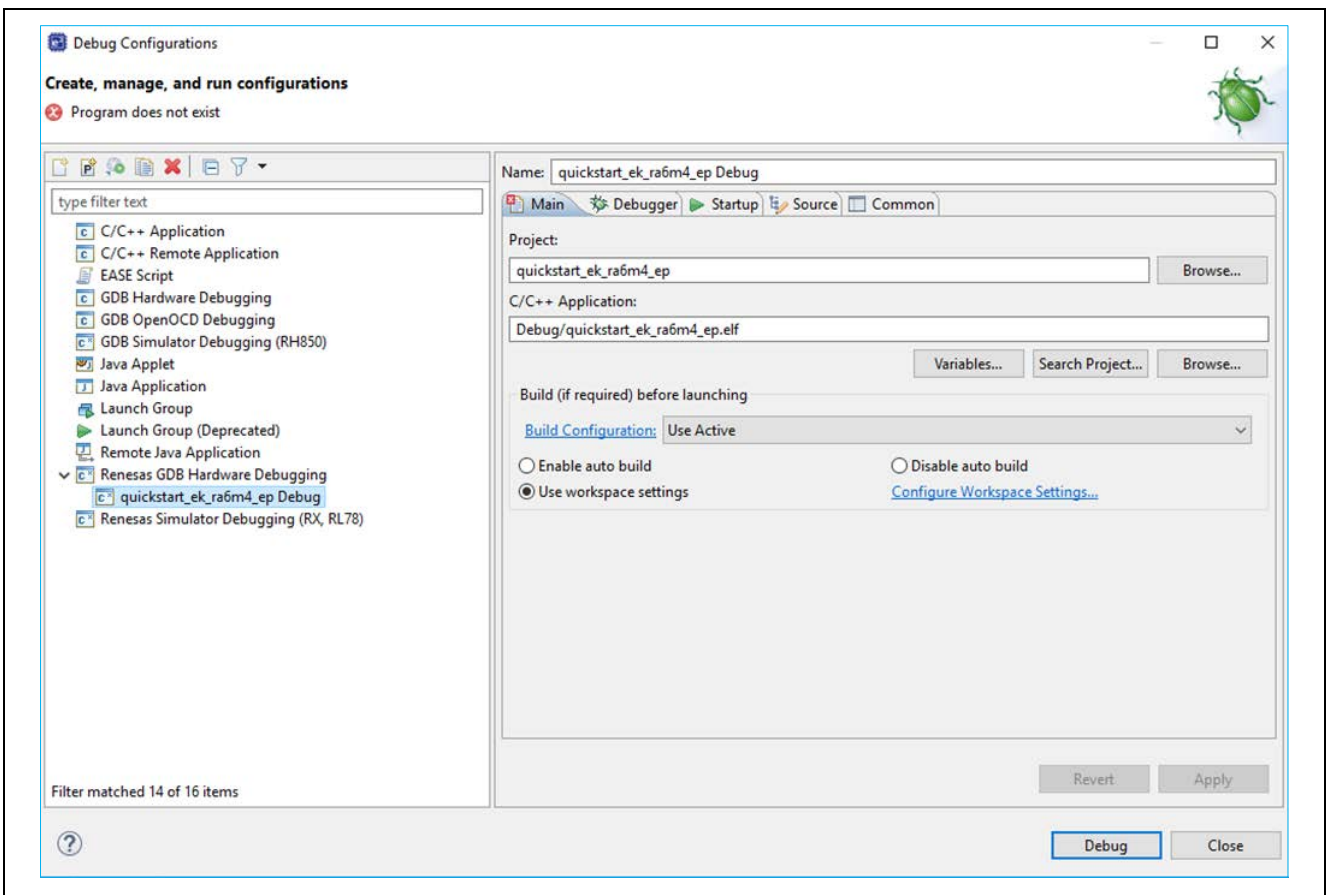 Debug Configurations
Create, manage, and run configurations
Program does not exist
type filter text
C/C++ Application
C/C++ Remote Application
EASE Script
GDB Hardware Debugging
GDB OpenOCD Debugging
GDB Simulator Debugging (RH850)
Java Applet
Java Application
Launch Group
Launch Group (Deprecated)
Remote Java Application
Renesas GDB Hardware Debugging
quickstart_ek_ra6m4_ep Debug
Renesas Simulator Debugging (RX, RL78)
Filter matched 14 of 16 items
Name: quickstart_ek_ra6m4_ep Debug
Main Debugger Startup Source Common
Project:
quickstart_ek_ra6m4_ep Browse...
C/C++ Application:
Debug/quickstart_ek_ra6m4_ep.elf
Variables... Search Project... Browse...
Build (if required) before launching
Build Configuration: Use Active
Enable auto build Disable auto build
Use workspace settings Configure Workspace Settings...
Revert Apply
Debug Close